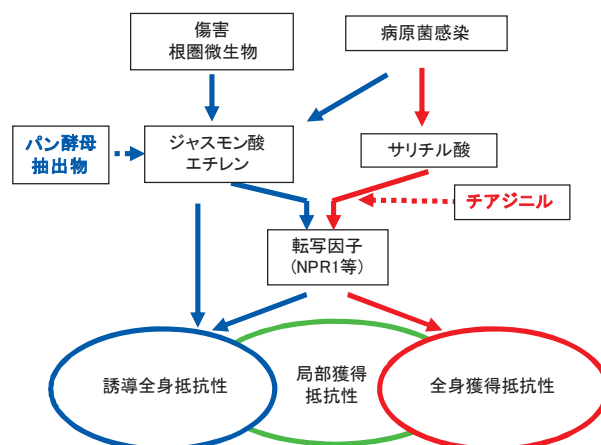 傷害
根圏微生物
病原菌感染
パン酵母
抽出物
ジャスモン酸
エチレン
サリチル酸
チアジニル
転写因子
(NPR1等)
誘導全身抵抗性
局部獲得
抵抗性
全身獲得抵抗性